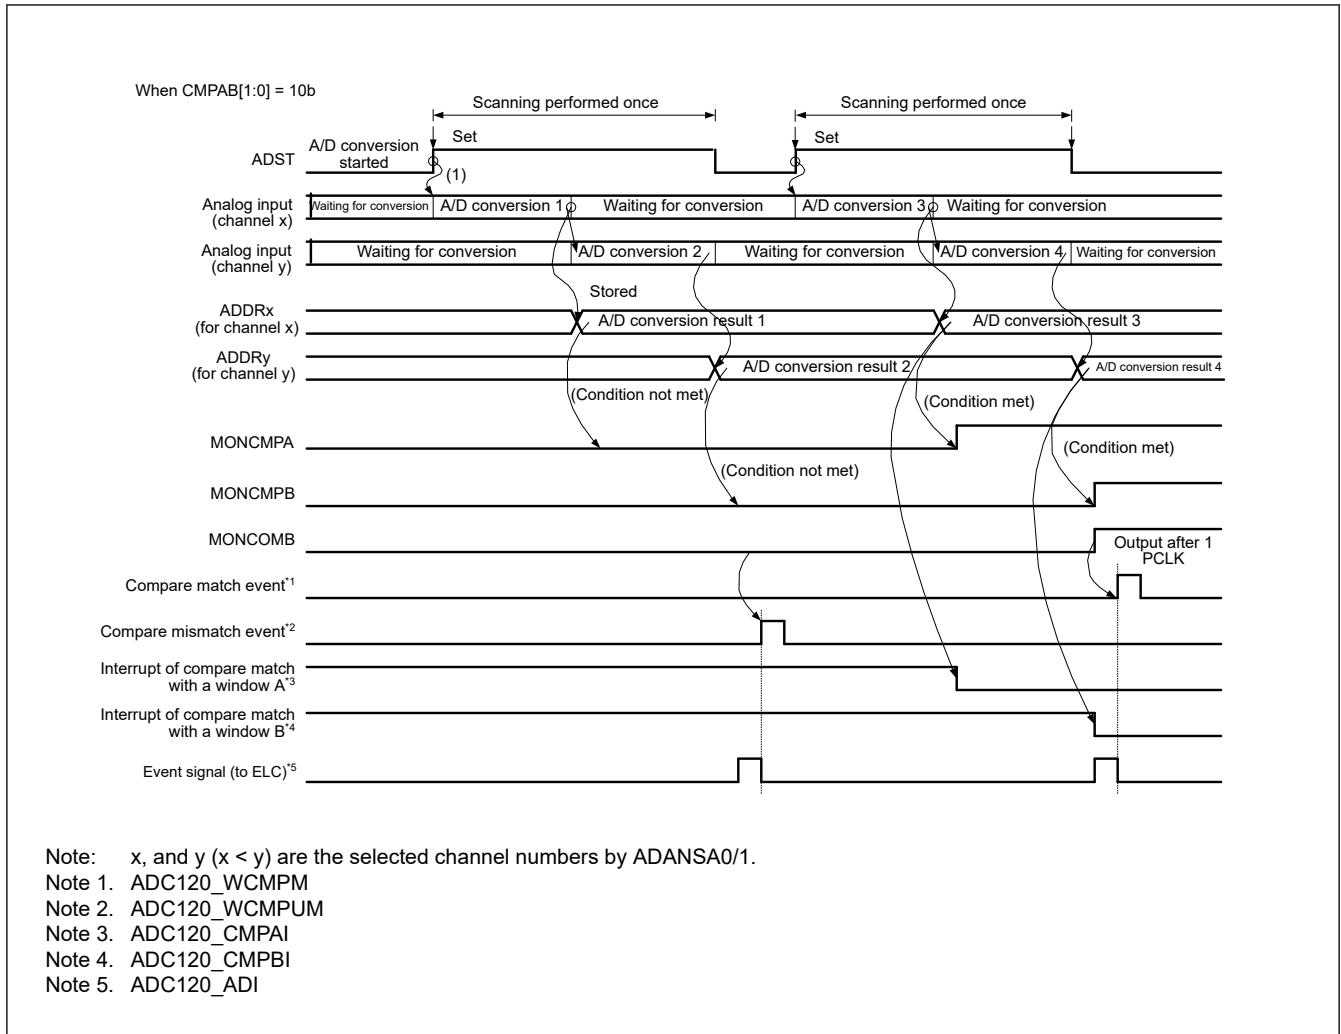 When CMPAB[1:0] = 10b
Scanning performed once
Scanning performed once
ADST
A/D conversion
started
Set
Set
(1)
Analog input
(channel x)
Waiting for conversion
A/D conversion 1
Waiting for conversion
A/D conversion 3
Waiting for conversion
Analog input
(channel y)
Waiting for conversion
A/D conversion 2
Waiting for conversion
A/D conversion 4
Waiting for conversion
Stored
ADDRx
(for channel x)
A/D conversion result 1
A/D conversion result 3
ADDRy
(for channel y)
A/D conversion result 2
A/D conversion result 4
(Condition not met)
(Condition met)
MONCMPA
(Condition met)
(Condition not met)
MONCMPB
MONCOMB
Output after 1
PCLK
Compare match event*1
Compare mismatch event*2
Interrupt of compare match
with a window A*3
Interrupt of compare match
with a window B*4
Event signal (to ELC)*5
Note: x, and y (x < y) are the selected channel numbers by ADANSA0/1.
Note 1. ADC120_WCMPM
Note 2. ADC120_WCMPUM
Note 3. ADC120_CMPAI
Note 4. ADC120_CMPBI
Note 5. ADC120_ADI